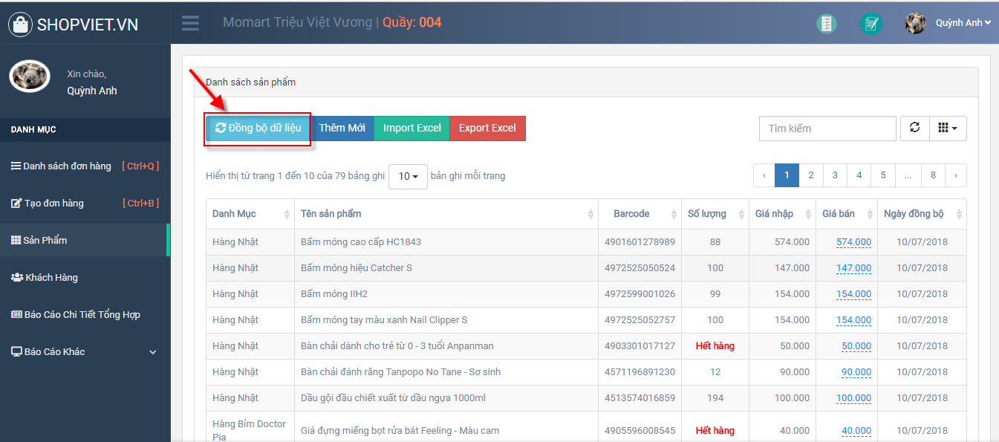 SHOPVIET.VN
Momart Triệu Việt Vương | Quầy: 004
Quỳnh Anh
Xin chào,
Quỳnh Anh
DANH MỤC
Danh sách đơn hàng [ Ctrl+Q ]
Tạo đơn hàng [ Ctrl+B ]
Sản Phẩm
Khách Hàng
Báo Cáo Chi Tiết Tổng Hợp
Báo Cáo Khác
Danh sách sản phẩm
Đồng bộ dữ liệu Thêm Mới Import Excel Export Excel Tìm kiếm
Hiển thị từ trang 1 đến 10 của 79 bảng ghi 10 bản ghi mỗi trang ‹ 1 2 3 4 5 ... 8 ›
Danh Mục Tên sản phẩm Barcode Số lượng Giá nhập Giá bán Ngày đồng bộ
Hàng Nhật Bấm móng cao cấp HC1843 4901601278989 88 574.000 574.000 10/07/2018
Hàng Nhật Bấm móng hiệu Catcher S 4972525050524 100 147.000 147.000 10/07/2018
Hàng Nhật Bấm móng IIH2 4972599001026 99 154.000 154.000 10/07/2018
Hàng Nhật Bấm móng tay màu xanh Nail Clipper S 4972525052757 100 154.000 154.000 10/07/2018
Hàng Nhật Bàn chải dành cho trẻ từ 0 - 3 tuổi Anpanman 4903301017127 Hết hàng 50.000 50.000 10/07/2018
Hàng Nhật Bàn chải đánh răng Tanpopo No Tane - Sơ sinh 4571196891230 12 90.000 90.000 10/07/2018
Hàng Nhật Dầu gội đầu chiết xuất từ dầu ngựa 1000ml 4513574016859 194 100.000 100.000 10/07/2018
Hàng Bỉm Doctor Pia Giá đựng miếng bọt rửa bát Feeling - Màu cam 4905596008545 Hết hàng 40.000 40.000 10/07/2018